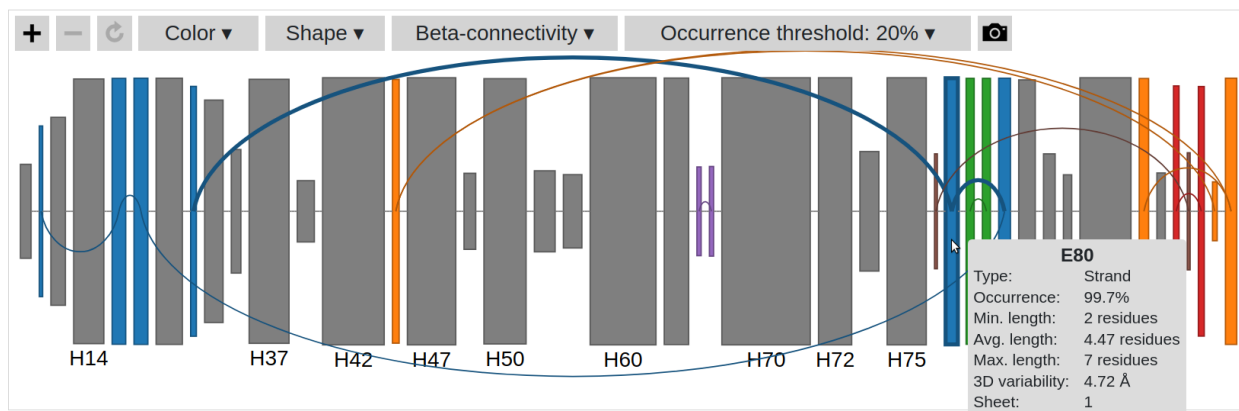 + − Color ▾ Shape ▾ Beta-connectivity ▾ Occurrence threshold: 20% ▾
E80
Type: Strand
Occurrence: 99.7%
Min. length: 2 residues
Avg. length: 4.47 residues
Max. length: 7 residues
3D variability: 4.72 Å
Sheet: 1
H14 H37 H42 H47 H50 H60 H70 H72 H75